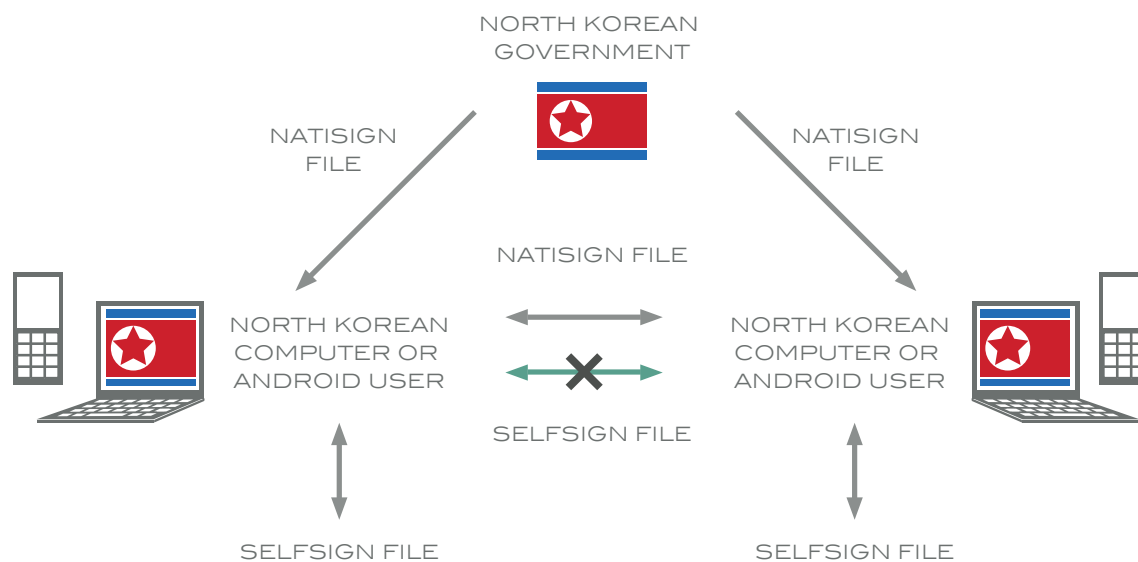 NORTH KOREAN
GOVERNMENT
NATISIGN
FILE
NATISIGN
FILE
NATISIGN FILE
NORTH KOREAN
COMPUTER OR
ANDROID USER
NORTH KOREAN
COMPUTER OR
ANDROID USER
SELFSIGN FILE
SELFSIGN FILE
SELFSIGN FILE